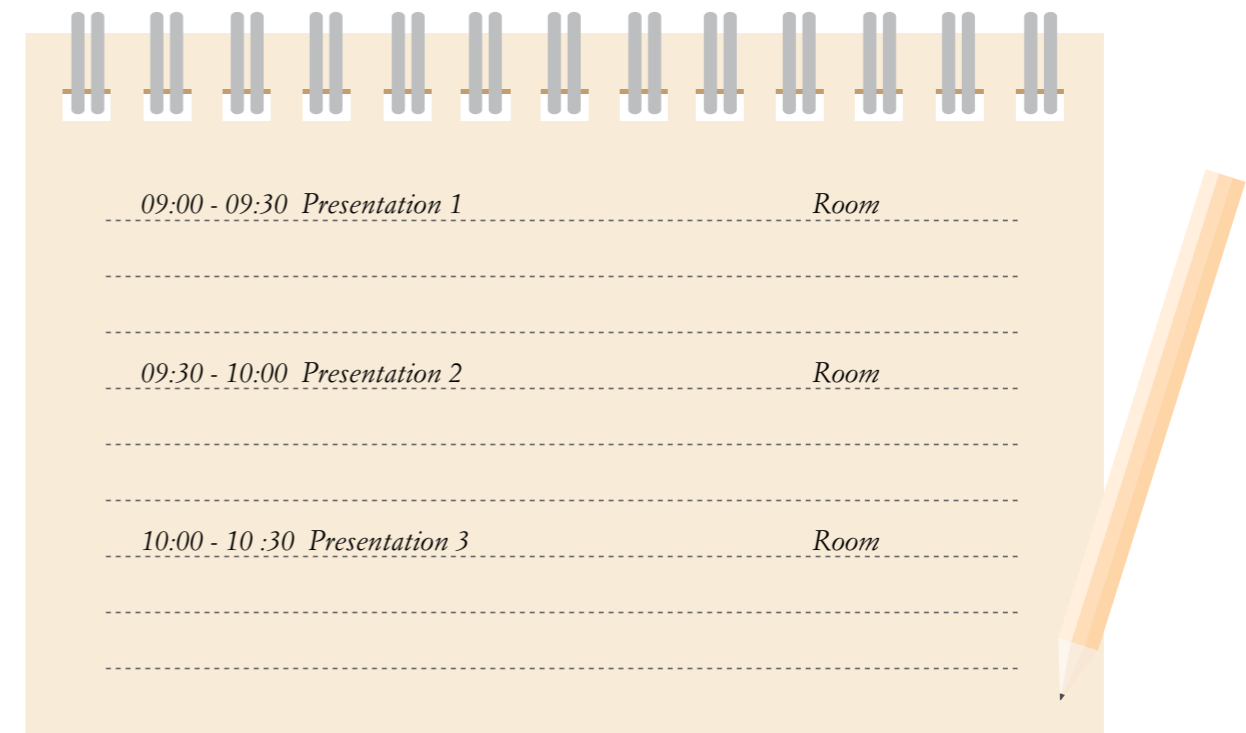 09:00 - 09:30 Presentation 1 Room
09:30 - 10:00 Presentation 2 Room
10:00 - 10 :30 Presentation 3 Room